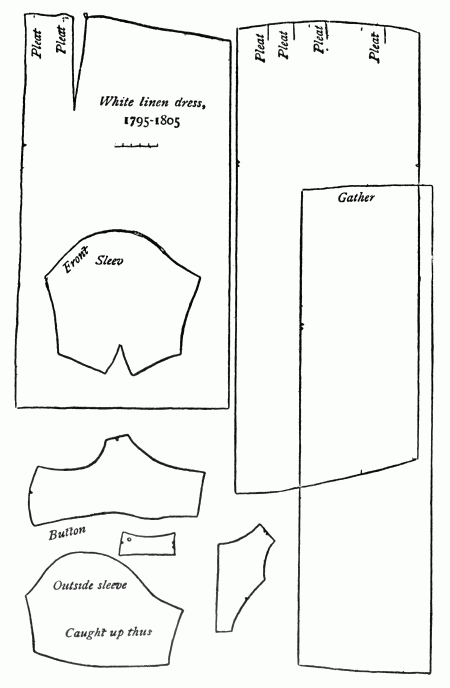 Pleat
Pleat
White linen dress,
1795-1805
Pleat
Pleat
Pleat
Pleat
Gather
Front
Sleev
Button
Outside sleeve
Caught up thus